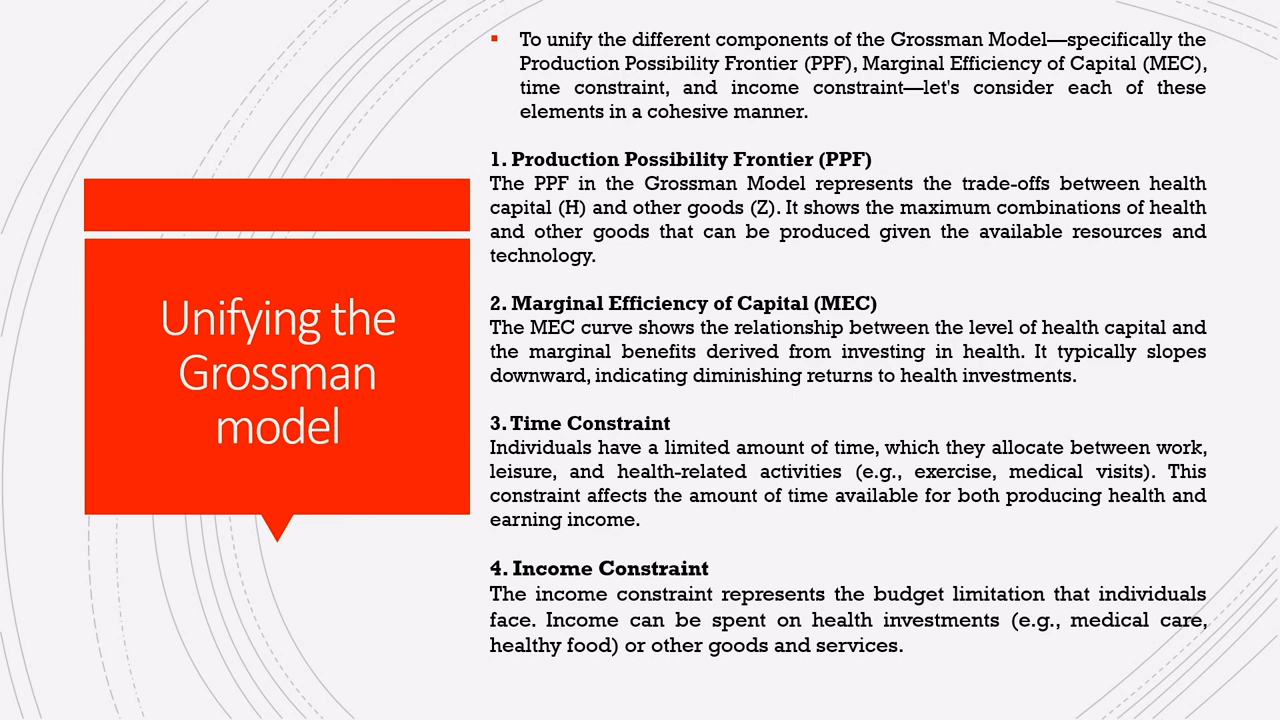 Unifying the
Grossman
model
▪ To unify the different components of the Grossman Model—specifically the
Production Possibility Frontier (PPF), Marginal Efficiency of Capital (MEC),
time constraint, and income constraint—let's consider each of these
elements in a cohesive manner.
1. Production Possibility Frontier (PPF)
The PPF in the Grossman Model represents the trade-offs between health
capital (H) and other goods (Z). It shows the maximum combinations of health
and other goods that can be produced given the available resources and
technology.
2. Marginal Efficiency of Capital (MEC)
The MEC curve shows the relationship between the level of health capital and
the marginal benefits derived from investing in health. It typically slopes
downward, indicating diminishing returns to health investments.
3. Time Constraint
Individuals have a limited amount of time, which they allocate between work,
leisure, and health-related activities (e.g., exercise, medical visits). This
constraint affects the amount of time available for both producing health and
earning income.
4. Income Constraint
The income constraint represents the budget limitation that individuals
face. Income can be spent on health investments (e.g., medical care,
healthy food) or other goods and services.